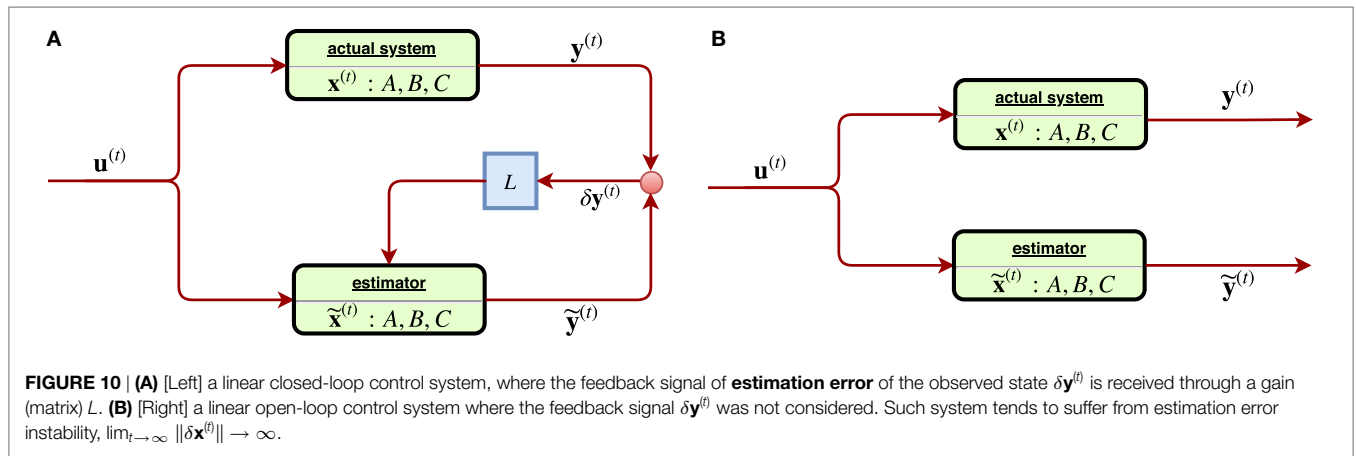 A
actual system
x^(t) : A, B, C
y^(t)
u^(t)
L
δy^(t)
estimator
x̃^(t) : A, B, C
ỹ^(t)
B
actual system
x^(t) : A, B, C
y^(t)
u^(t)
estimator
x̃^(t) : A, B, C
ỹ^(t)
FIGURE 10 | (A) [Left] a linear closed-loop control system, where the feedback signal of estimation error of the observed state δy^(t) is received through a gain
(matrix) L. (B) [Right] a linear open-loop control system where the feedback signal δy^(t) was not considered. Such system tends to suffer from estimation error
instability, lim_{t→∞} ‖δx^(t)‖ → ∞.